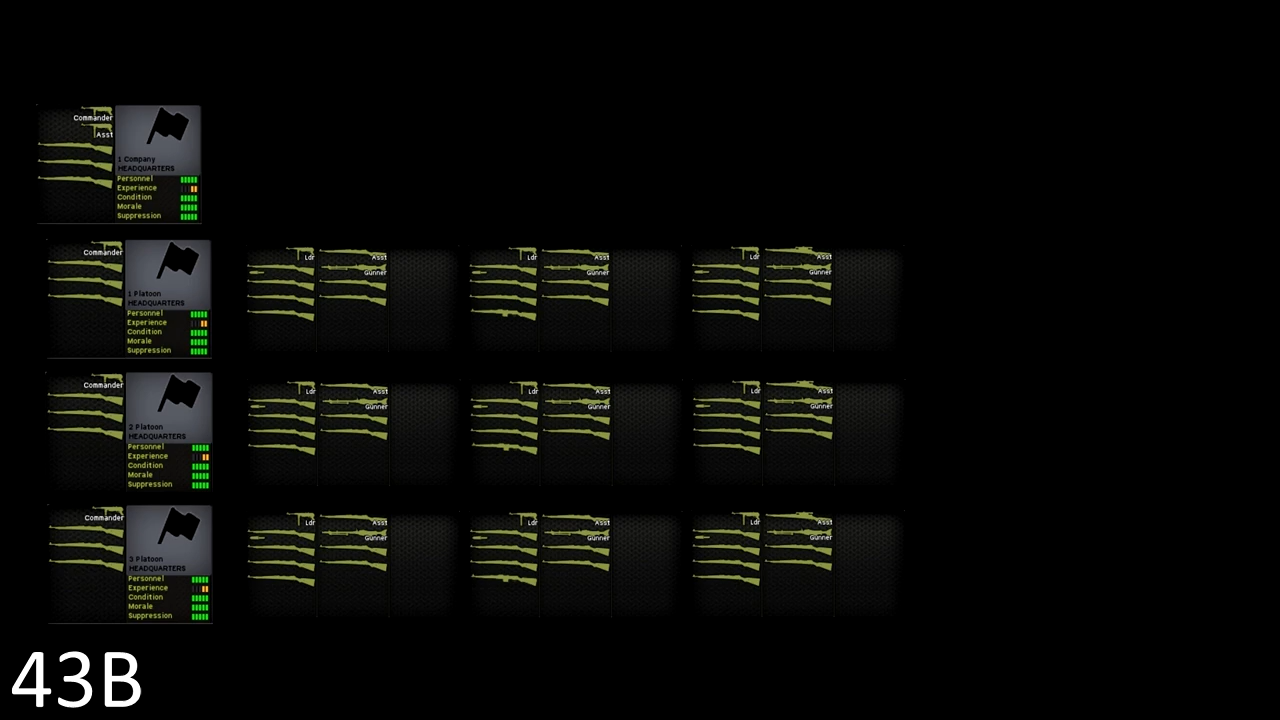 Commander
Asst
1 Company
HEADQUARTERS
Personnel
Experience
Condition
Morale
Suppression
Commander
1 Platoon
HEADQUARTERS
Personnel
Experience
Condition
Morale
Suppression
Ldr Asst
Gunner
Ldr Asst
Gunner
Ldr Asst
Gunner
Commander
2 Platoon
HEADQUARTERS
Personnel
Experience
Condition
Morale
Suppression
Ldr Asst
Gunner
Ldr Asst
Gunner
Ldr Asst
Gunner
Commander
3 Platoon
HEADQUARTERS
Personnel
Experience
Condition
Morale
Suppression
Ldr Asst
Gunner
Ldr Asst
Gunner
Ldr Asst
Gunner
43B